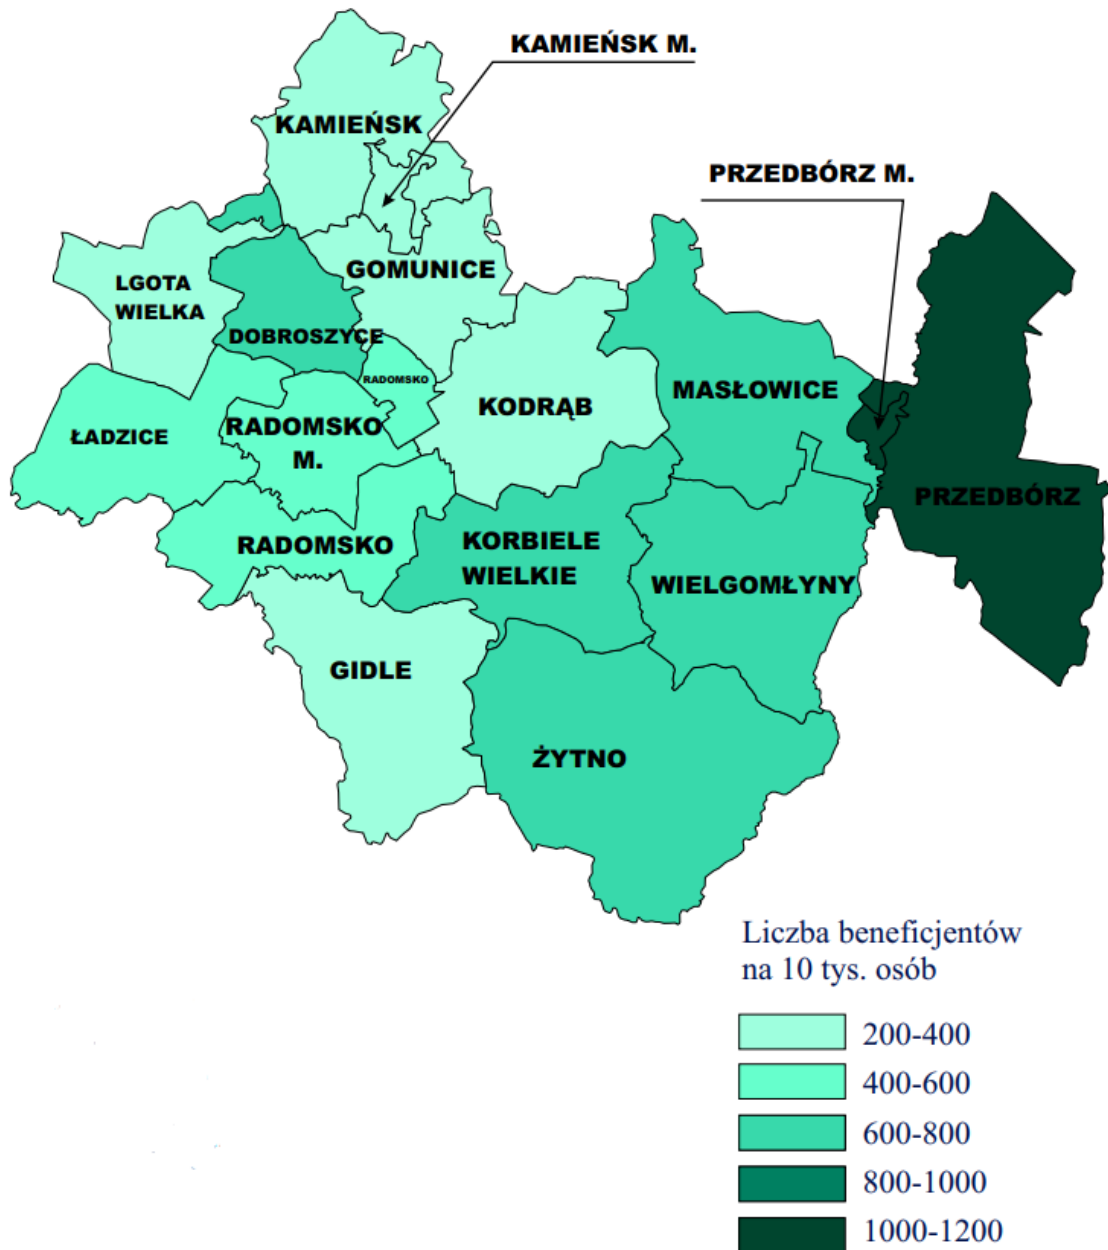 KAMIEŃSK M.
KAMIEŃSK
PRZEDBÓRZ M.
GOMUNICE
LGOTA
WIELKA
DOBROSZYCE
RADOMSKO
MASŁOWICE
KODRĄB
RADOMSKO
M.
ŁADZICE
PRZEDBÓRZ
RADOMSKO
KORBIELE
WIELKIE
WIELGOMŁYNY
GIDLE
ŻYTNO
Liczba beneficjentów
na 10 tys. osób
200-400
400-600
600-800
800-1000
1000-1200